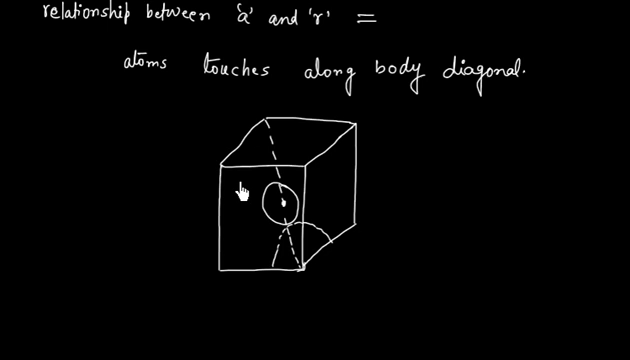 relationship between 'a' and 'r' =
atoms touches along body diagonal.